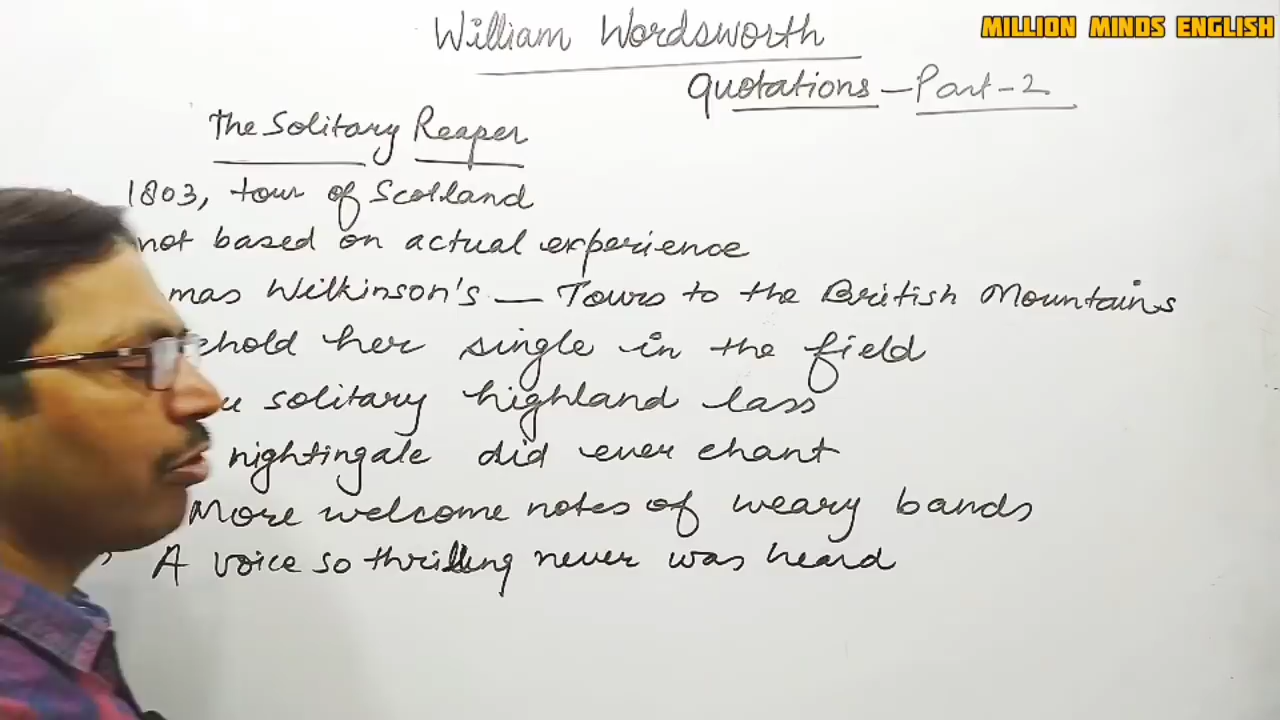 William Wordsworth
MILLION MINDS ENGLISH
Quotations - Part-2
The Solitary Reaper
1803, tour of Scotland
not based on actual experience
mas Wilkinson's — Tours to the British Mountains
ehold her single in the field
solitary highland lass
nightingale did ever chant
More welcome notes of weary bands
A voice so thrilling never was heard